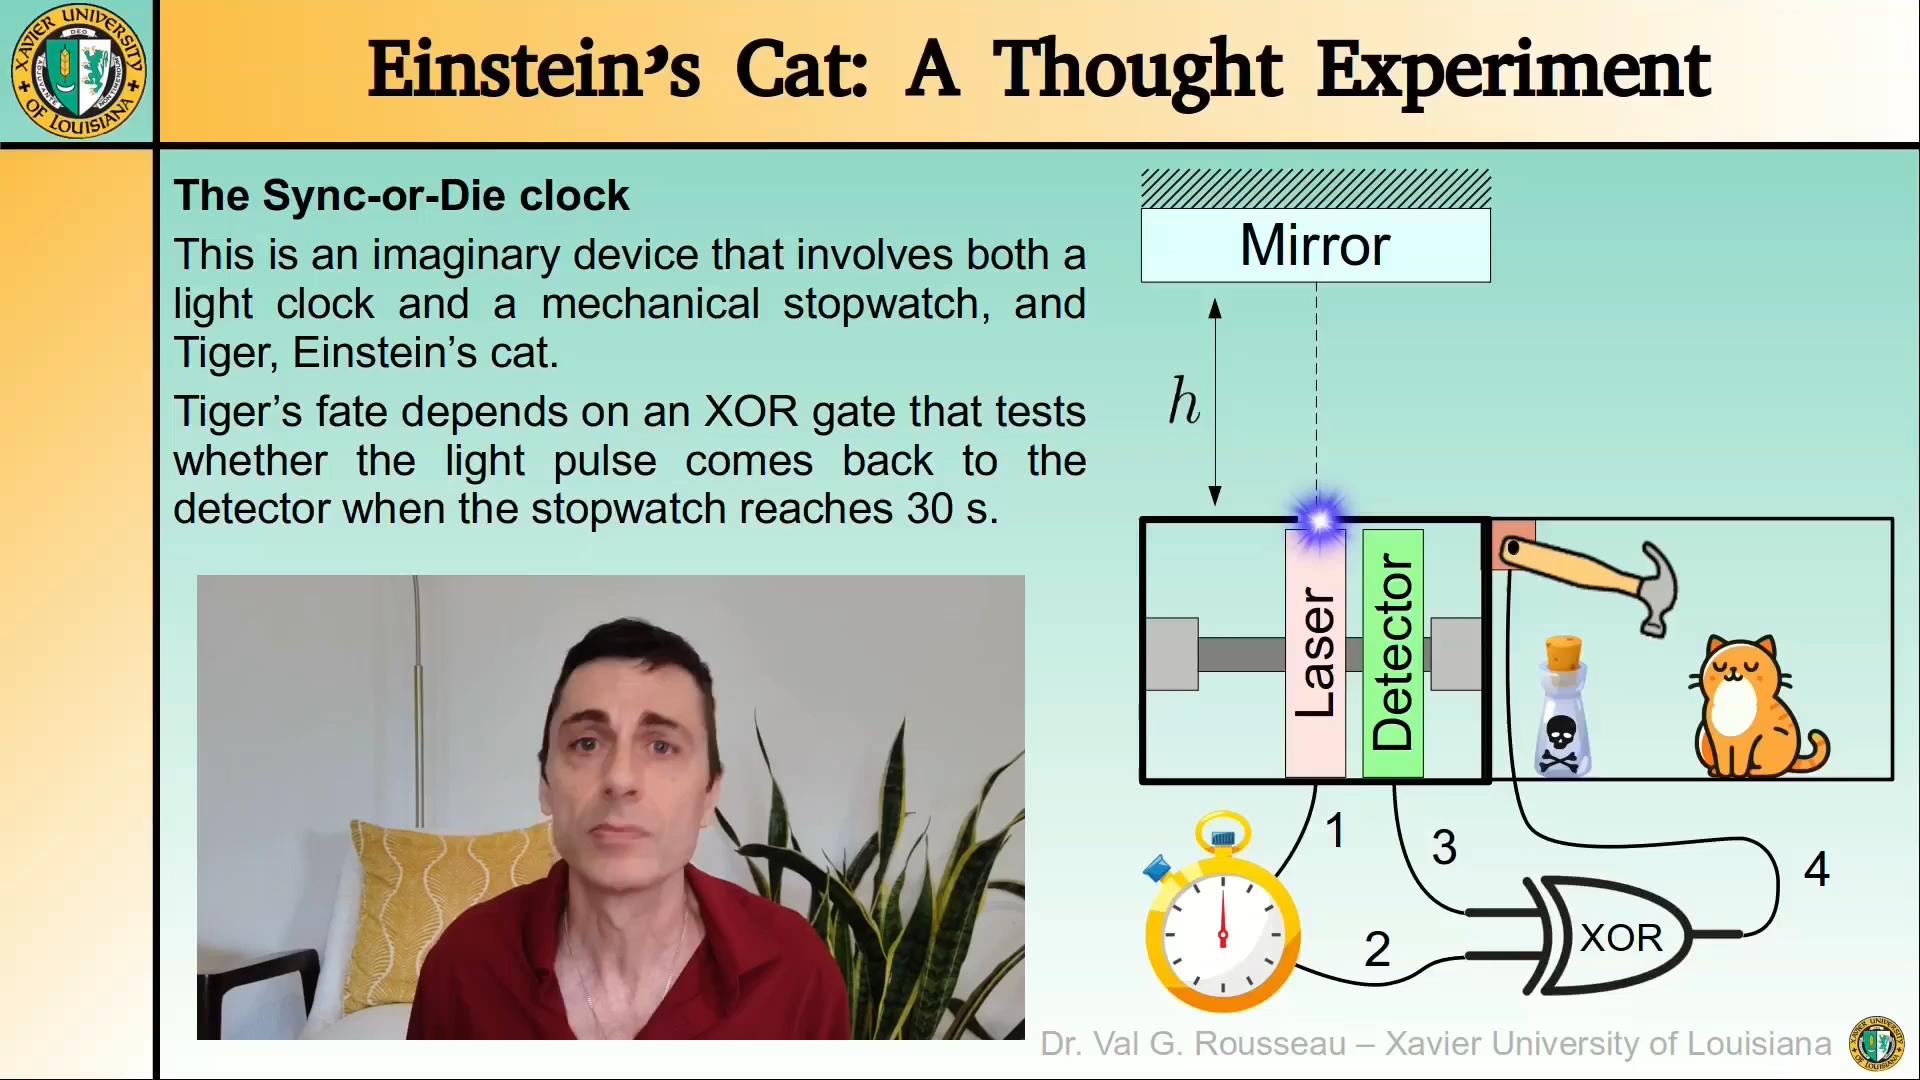 XAVIER UNIVERSITY
OF LOUISIANA
DEO
Einstein’s Cat: A Thought Experiment
The Sync-or-Die clock
This is an imaginary device that involves both a
light clock and a mechanical stopwatch, and
Tiger, Einstein’s cat.
Tiger’s fate depends on an XOR gate that tests
whether the light pulse comes back to the
detector when the stopwatch reaches 30 s.
Mirror
h
Laser
Detector
1
3
4
2
XOR
Dr. Val G. Rousseau – Xavier University of Louisiana